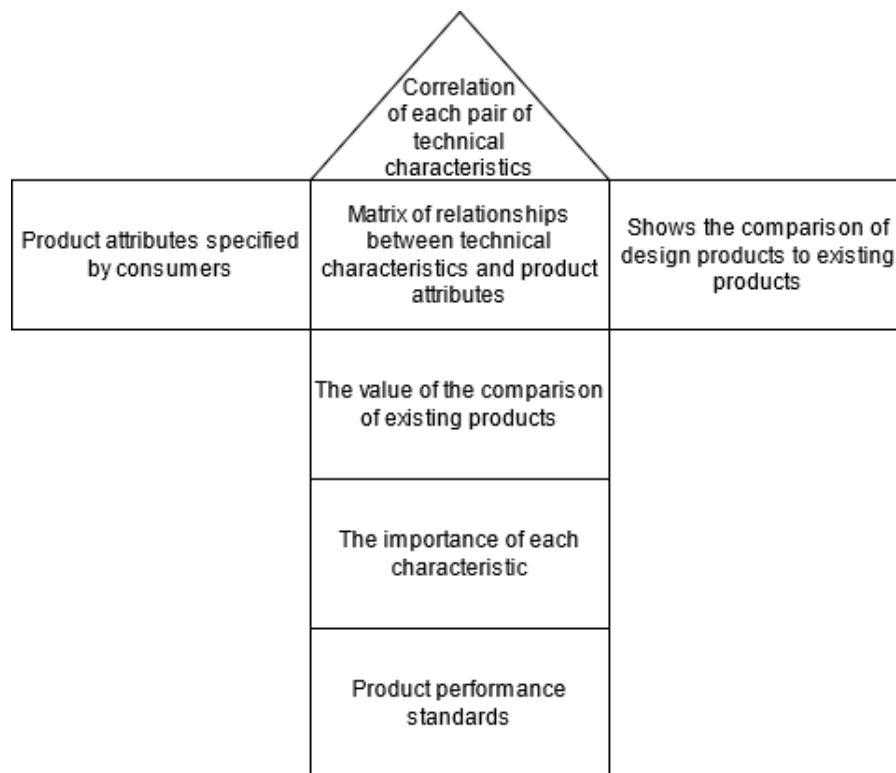 Correlation
of each pair of
technical
characteristics
Product attributes specified
by consumers
Matrix of relationships
between technical
characteristics and product
attributes
Shows the comparison of
design products to existing
products
The value of the comparison
of existing products
The importance of each
characteristic
Product performance
standards